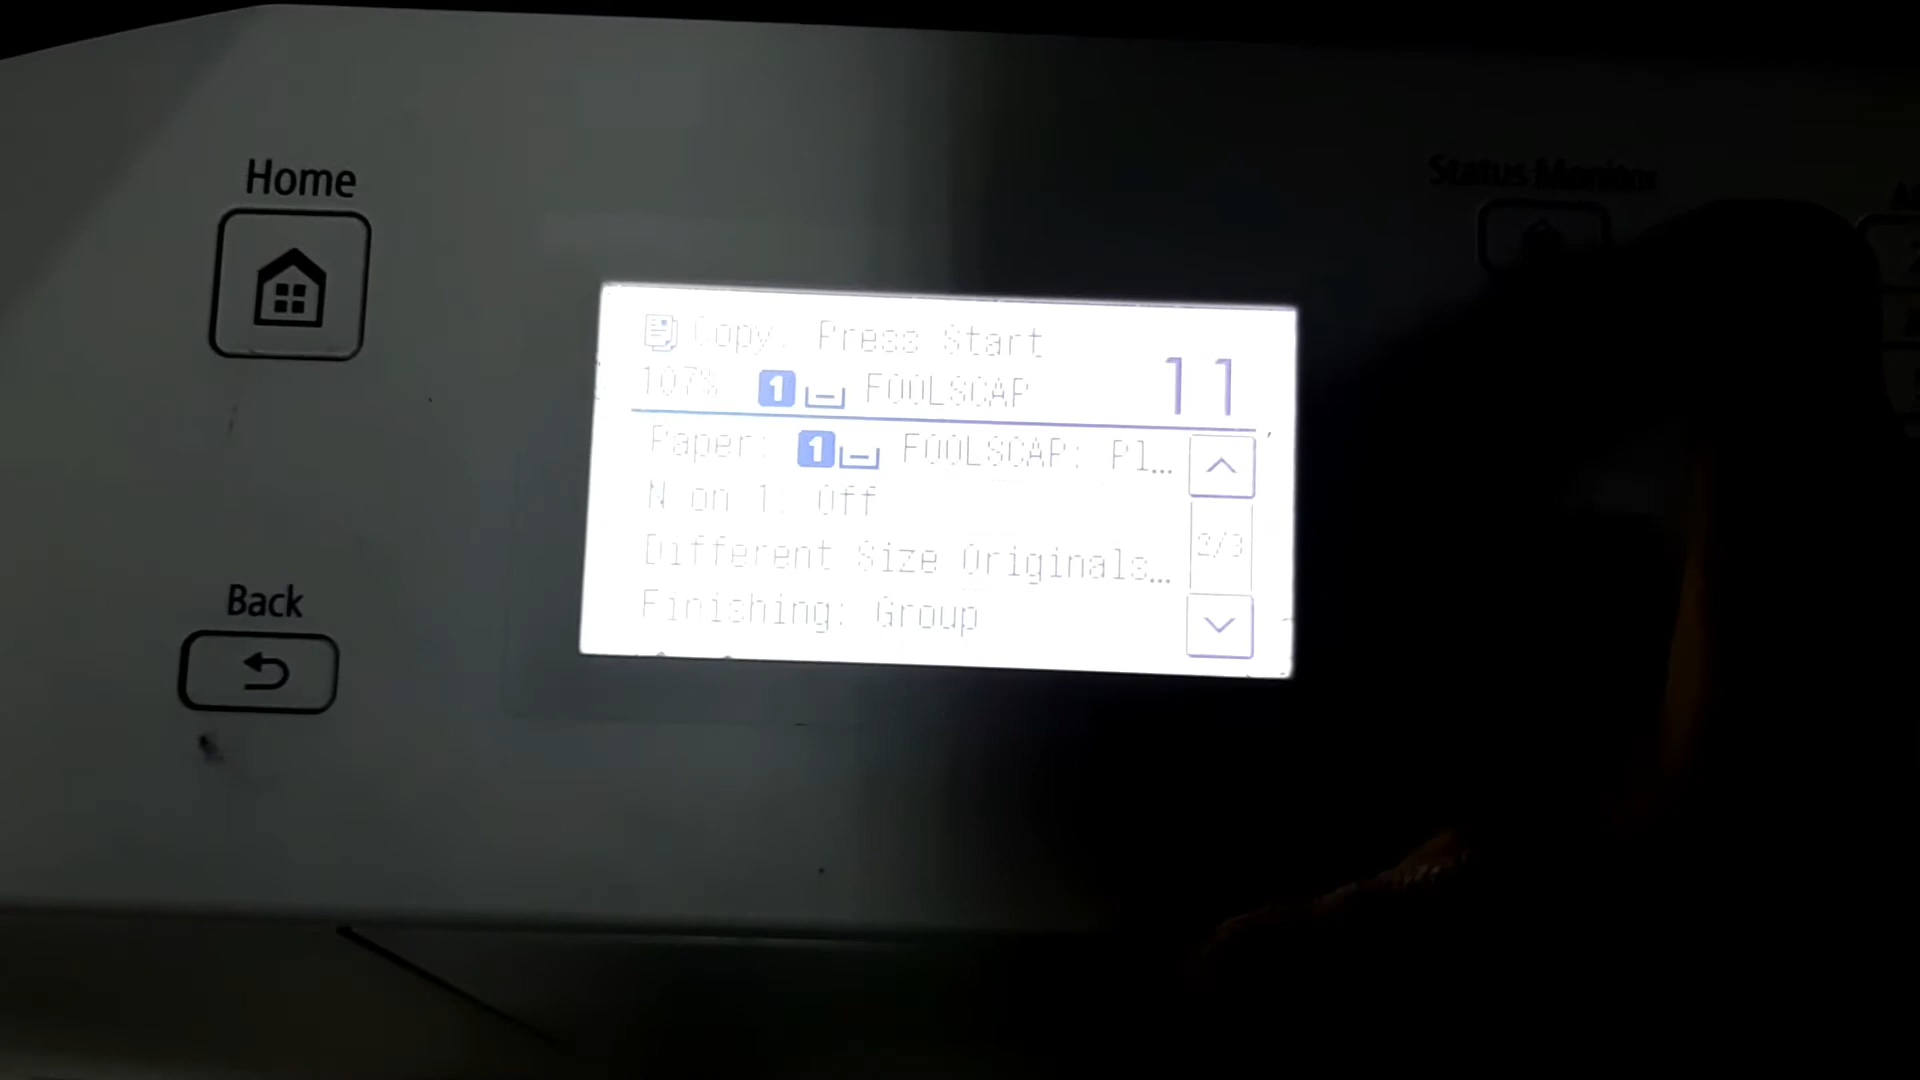 Home
Status Monitor
Copy: Press Start
107% 1 FOOLSCAP 11
Paper: 1 FOOLSCAP: Pl…
N on 1: Off
2/3
Different Size Originals…
Finishing: Group
Back